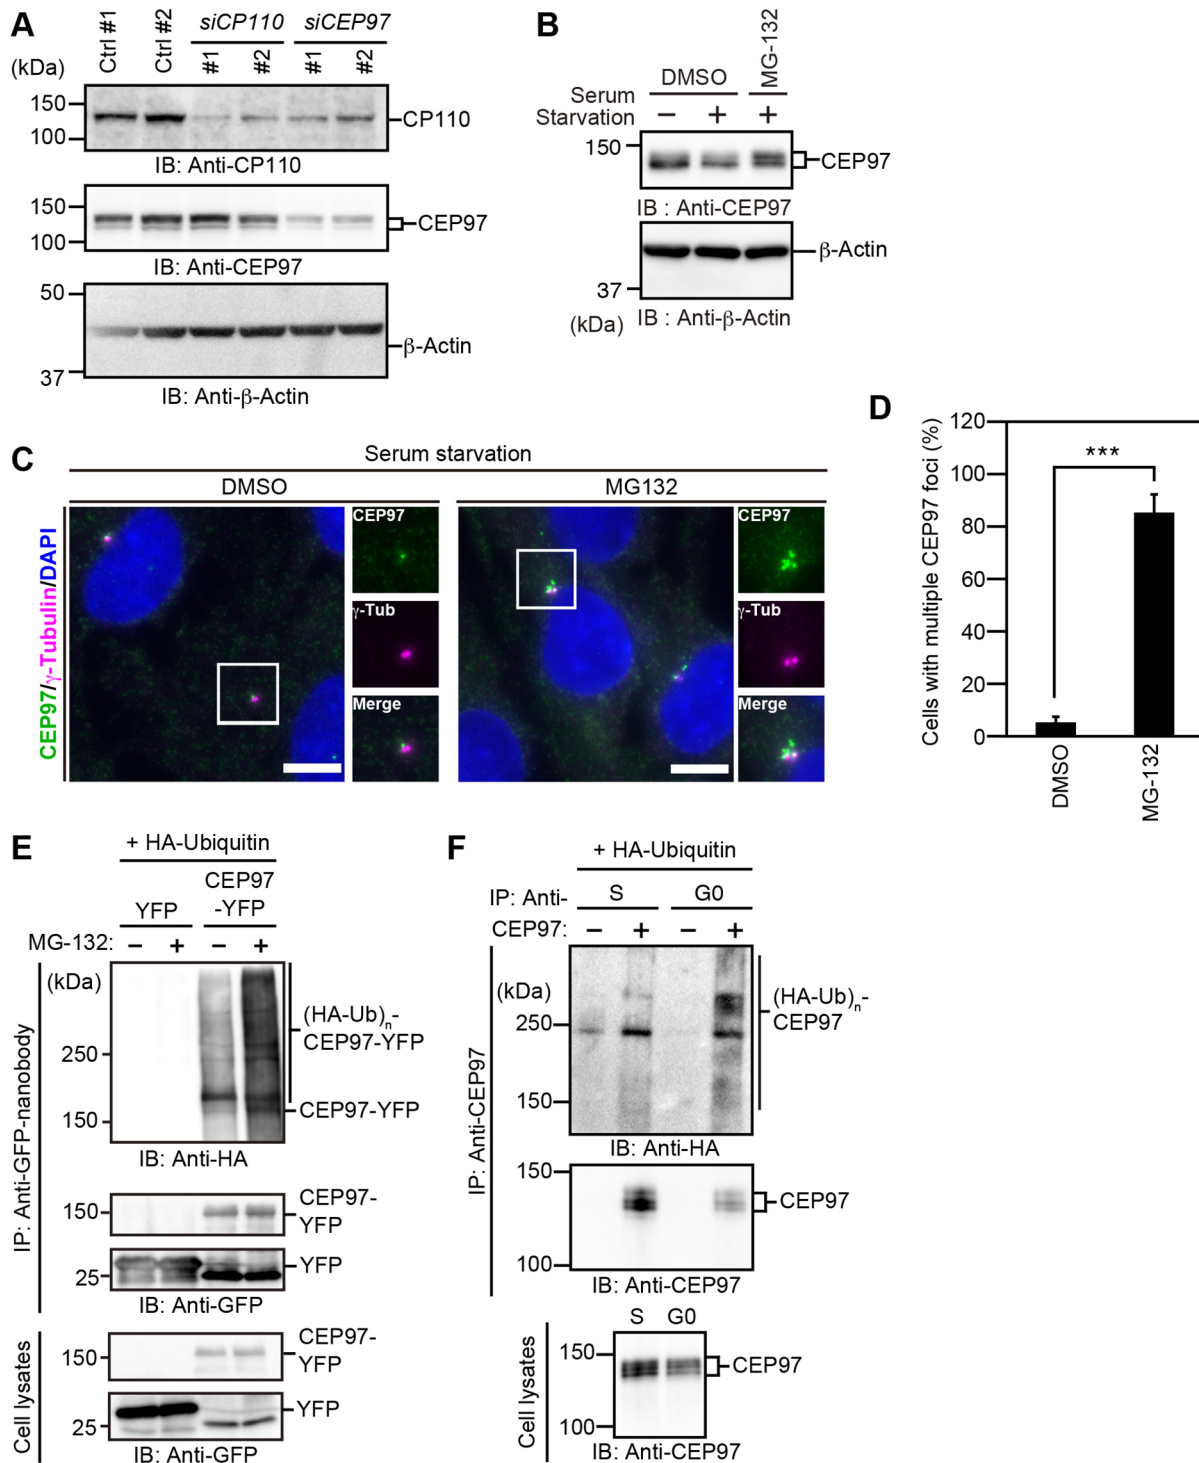 A
Ctrl #1
Ctrl #2
siCP110
siCEP97
#1
#2
#1
#2
(kDa)
150
100
CP110
IB: Anti-CP110
150
100
CEP97
IB: Anti-CEP97
50
37
β-Actin
IB: Anti-β-Actin
B
DMSO
MG-132
Serum
Starvation
− + +
150
CEP97
IB : Anti-CEP97
β-Actin
37
(kDa)
IB : Anti-β-Actin
C
Serum starvation
DMSO
MG132
CEP97/γ-Tubulin/DAPI
CEP97
γ-Tub
Merge
CEP97
γ-Tub
Merge
D
Cells with multiple CEP97 foci (%)
120
100
80
60
40
20
0
***
DMSO
MG-132
E
+ HA-Ubiquitin
YFP
CEP97
-YFP
MG-132: − + − +
IP: Anti-GFP-nanobody
(kDa)
250
150
(HA-Ub)n-
CEP97-YFP
CEP97-YFP
IB: Anti-HA
150
CEP97-
YFP
25
YFP
IB: Anti-GFP
Cell lysates
150
CEP97-
YFP
25
YFP
IB: Anti-GFP
F
+ HA-Ubiquitin
S
G0
IP: Anti-
CEP97: − + − +
IP: Anti-CEP97
(kDa)
250
150
(HA-Ub)n-
CEP97
IB: Anti-HA
150
100
CEP97
IB: Anti-CEP97
S G0
Cell lysates
150
100
CEP97
IB: Anti-CEP97